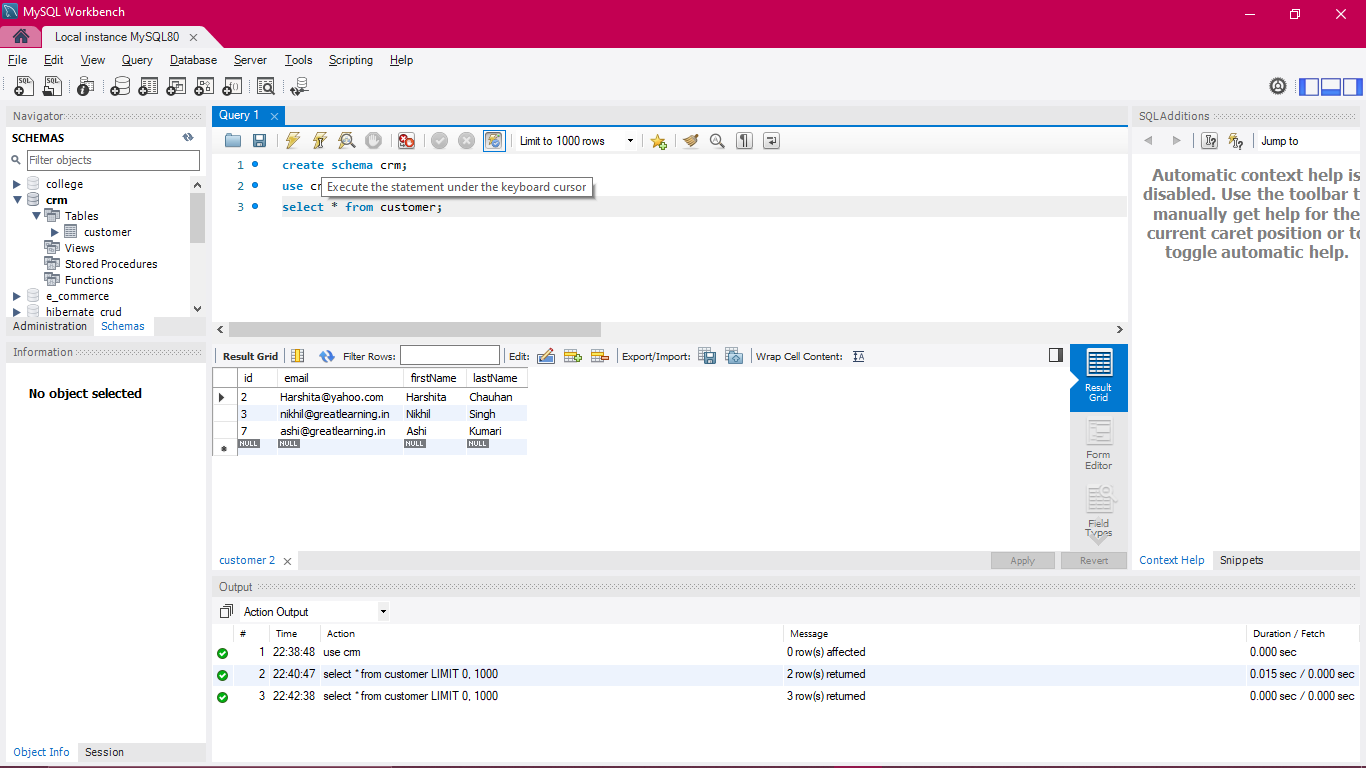 MySQL Workbench
Local instance MySQL80
File Edit View Query Database Server Tools Scripting Help
Navigator
SCHEMAS
Filter objects
college
crm
Tables
customer
Views
Stored Procedures
Functions
e_commerce
hibernate_crud
Administration Schemas
Information
No object selected
Object Info Session
Query 1
Limit to 1000 rows
1 create schema crm;
2 use cr
Execute the statement under the keyboard cursor
3 select * from customer;
Result Grid Filter Rows: Edit: Export/Import: Wrap Cell Content:
id email firstName lastName
2 Harshita@yahoo.com Harshita Chauhan
3 nikhil@greatlearning.in Nikhil Singh
7 ashi@greatlearning.in Ashi Kumari
NULL NULL NULL NULL
Result
Grid
Form
Editor
Field
Types
customer 2
Apply Revert
Output
Action Output
# Time Action Message Duration / Fetch
1 22:38:48 use crm 0 row(s) affected 0.000 sec
2 22:40:47 select * from customer LIMIT 0, 1000 2 row(s) returned 0.015 sec / 0.000 sec
3 22:42:38 select * from customer LIMIT 0, 1000 3 row(s) returned 0.000 sec / 0.000 sec
SQLAdditions
Jump to
Automatic context help is
disabled. Use the toolbar t
manually get help for the
current caret position or to
toggle automatic help.
Context Help Snippets